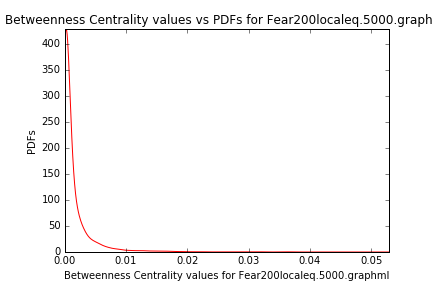 Betweenness Centrality values vs PDFs for Fear200localeq.5000.graph
400
350
300
250
200
150
100
50
0
PDFs
0.00 0.01 0.02 0.03 0.04 0.05
Betweenness Centrality values for Fear200localeq.5000.graphml